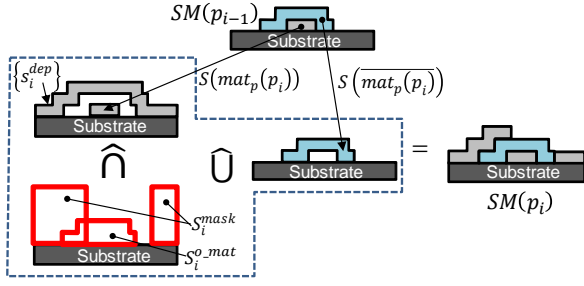 SM(p_{i-1})
Substrate
{s_i^{dep}}
S(mat_p(p_i))
S(\overline{mat_p(p_i)})
Substrate
∩̂
∪̂
Substrate
=
Substrate
SM(p_i)
S_i^{mask}
S_i^{o_mat}
Substrate